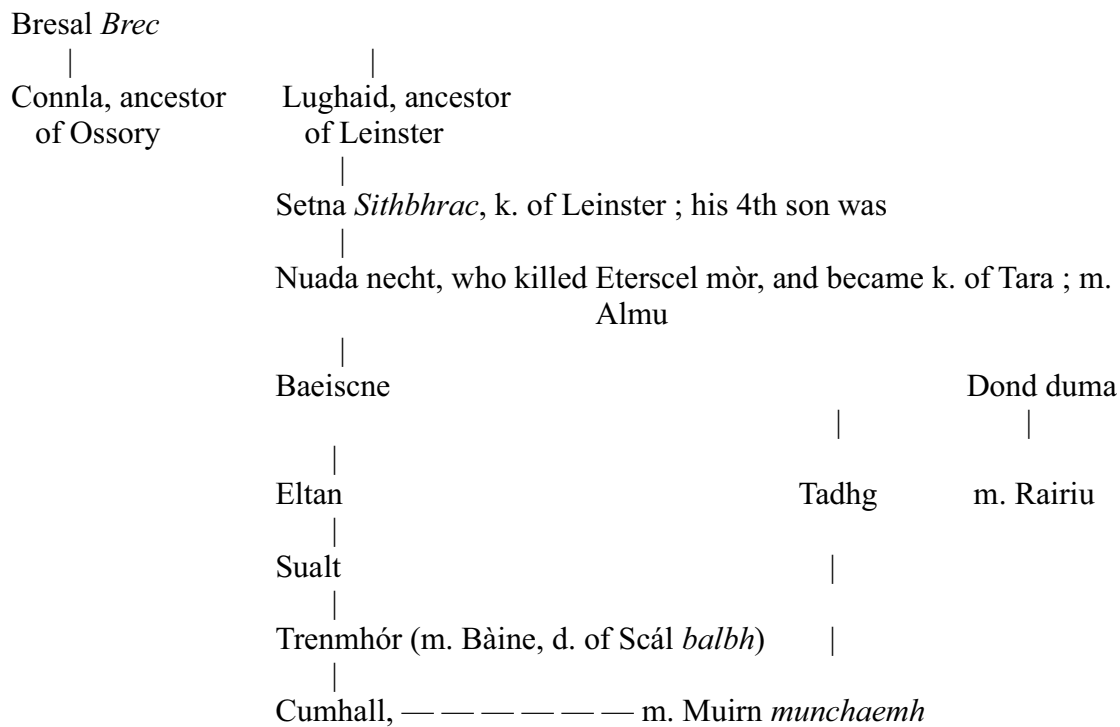 Bresal Brec
Connla, ancestor Lughaid, ancestor
of Ossory of Leinster
Setna Sithbhrac, k. of Leinster ; his 4th son was
Nuada necht, who killed Eterscel mòr, and became k. of Tara ; m.
Almu
Baeiscne Dond duma
Eltan Tadhg m. Rairiu
Sualt
Trenmhór (m. Bàine, d. of Scál balbh)
Cumhall, — — — — — — m. Muirn munchaemh